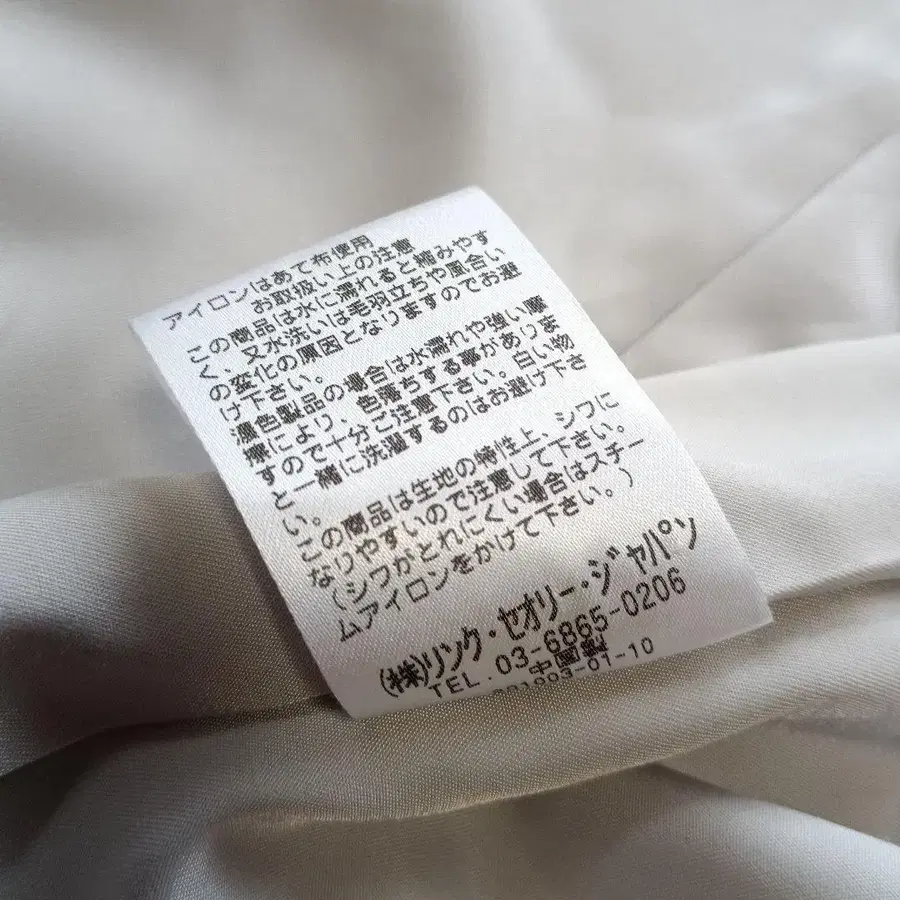 アイロンはあて布使用
お取扱い上の注意
この商品は水に濡れると縮みやす
く、又水洗いは毛羽立ちや風合い
の変化の原因となりますのでお避
け下さい。
濃色製品の場合は水濡れや強い摩
擦により、色落ちする事がありま
すので十分ご注意下さい。白い物
と一緒に洗濯するのはお避け下さ
い。
この商品は生地の特性上、シワに
なりやすいので注意して下さい。
（シワがとれにくい場合はスチー
ムアイロンをかけて下さい。）
(株)リンク・セオリー・ジャパン
TEL.03-6865-0206
中国製